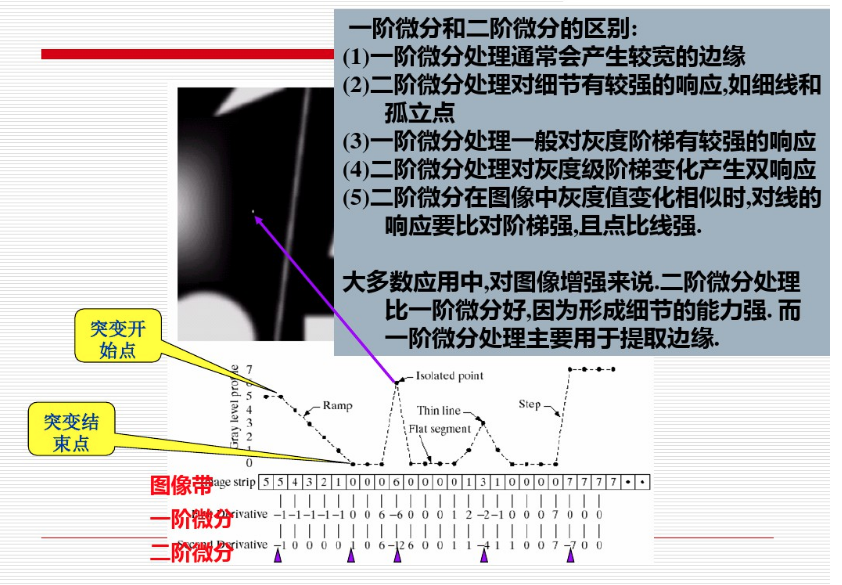 一阶微分和二阶微分的区别:
(1)一阶微分处理通常会产生较宽的边缘
(2)二阶微分处理对细节有较强的响应,如细线和
孤立点
(3)一阶微分处理一般对灰度阶梯有较强的响应
(4)二阶微分处理对灰度级阶梯变化产生双响应
(5)二阶微分在图像中灰度值变化相似时,对线的
响应要比对阶梯强,且点比线强.
大多数应用中,对图像增强来说.二阶微分处理
比一阶微分好,因为形成细节的能力强. 而
一阶微分处理主要用于提取边缘.
突变开
始点
突变结
束点
Gray level profile
7
5
4
3
2
1
0
Ramp
Isolated point
Thin line
Flat segment
Step
图像带 strip 5 5 4 3 2 1 0 0 0 6 0 0 0 0 1 3 1 0 0 0 0 7 7 7 7 • •
一阶微分 Derivative −1 −1 −1 −1 −1 0 0 6 −6 0 0 0 1 2 −2 −1 0 0 0 7 0 0 0
二阶微分 Derivative −1 0 0 0 0 1 0 6 −12 6 0 0 1 1 −4 1 1 0 0 7 −7 0 0